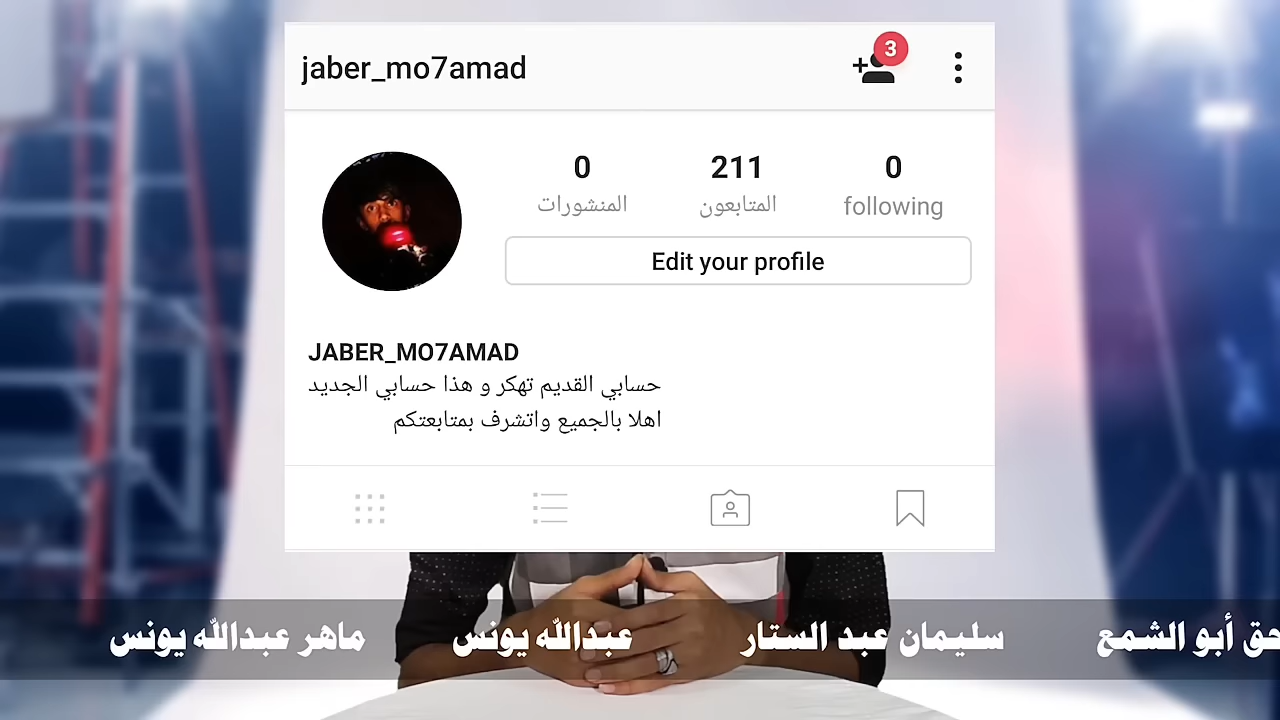 jaber_mo7amad
3
0
211
0
المنشورات
المتابعون
following
Edit your profile
JABER_MO7AMAD
حسابي القديم تهكر و هذا حسابي الجديد
اهلا بالجميع واتشرف بمتابعتكم
حق أبو الشمع سليمان عبد الستار عبدالله يونس ماهر عبدالله يونس